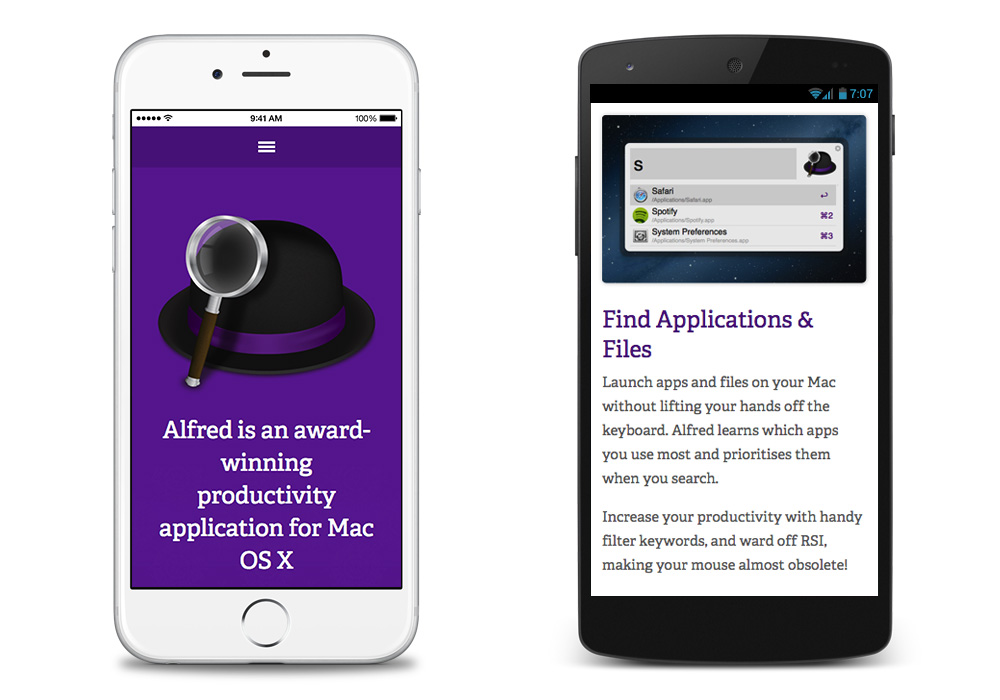 9:41 AM
100%
Alfred is an award-
winning
productivity
application for Mac
OS X
7:07
S
Safari
/Applications/Safari.app
↩
Spotify
/Applications/Spotify.app
⌘2
System Preferences
/Applications/System Preferences.app
⌘3
Find Applications &
Files
Launch apps and files on your Mac
without lifting your hands off the
keyboard. Alfred learns which apps
you use most and prioritises them
when you search.
Increase your productivity with handy
filter keywords, and ward off RSI,
making your mouse almost obsolete!